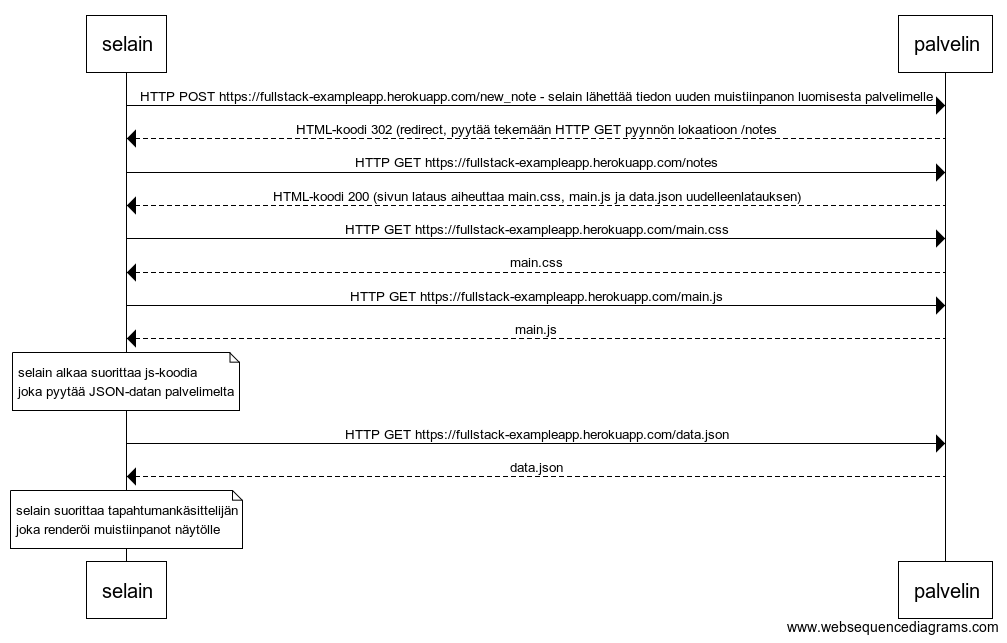 selain palvelin
HTTP POST https://fullstack-exampleapp.herokuapp.com/new_note - selain lähettää tiedon uuden muistiinpanon luomisesta palvelimelle
HTML-koodi 302 (redirect, pyytää tekemään HTTP GET pyynnön lokaatioon /notes
HTTP GET https://fullstack-exampleapp.herokuapp.com/notes
HTML-koodi 200 (sivun lataus aiheuttaa main.css, main.js ja data.json uudelleenlatauksen)
HTTP GET https://fullstack-exampleapp.herokuapp.com/main.css
main.css
HTTP GET https://fullstack-exampleapp.herokuapp.com/main.js
main.js
selain alkaa suorittaa js-koodia
joka pyytää JSON-datan palvelimelta
HTTP GET https://fullstack-exampleapp.herokuapp.com/data.json
data.json
selain suorittaa tapahtumankäsittelijän
joka renderöi muistiinpanot näytölle
selain palvelin
www.websequencediagrams.com